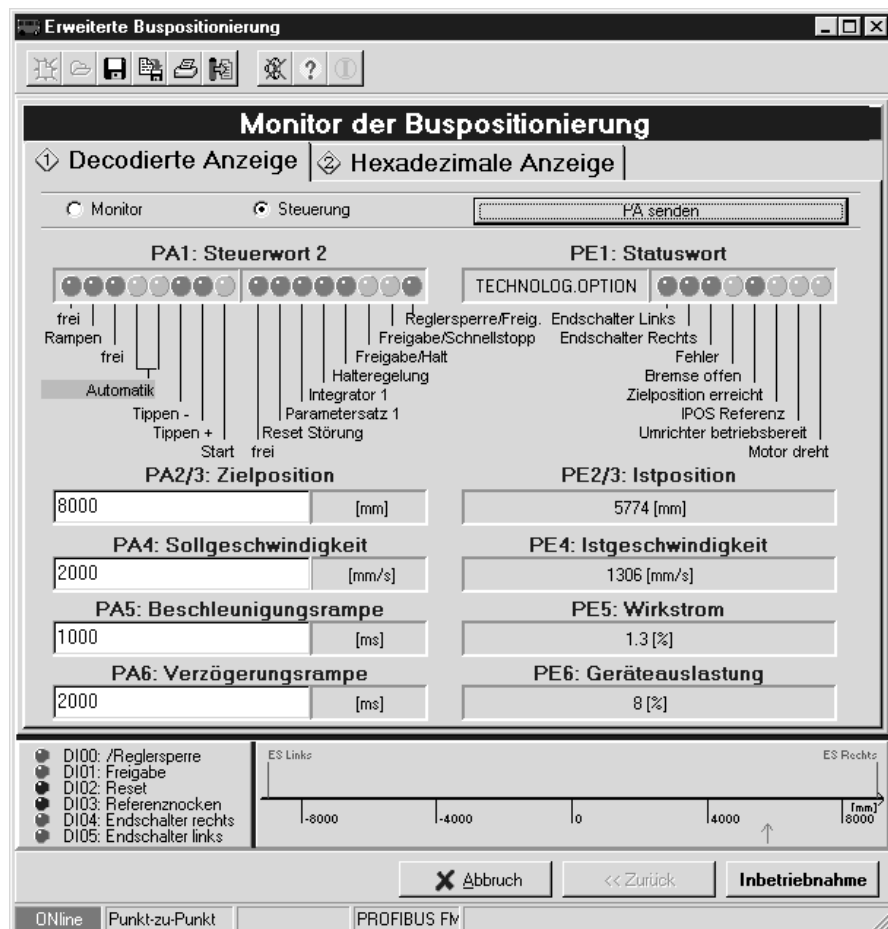 Erweiterte Buspositionierung
Monitor der Buspositionierung
1 Decodierte Anzeige 2 Hexadezimale Anzeige
Monitor Steuerung PA senden
PA1: Steuerwort 2 PE1: Statuswort
TECHNOLOG.OPTION
frei Reglersperre/Freig. Endschalter Links
Rampen Freigabe/Schnellstopp Endschalter Rechts
frei Freigabe/Halt Fehler
Halteregelung Bremse offen
Automatik Integrator 1 Zielposition erreicht
Tippen - Parametersatz 1 IPOS Referenz
Tippen + Reset Störung Umrichter betriebsbereit
Start frei Motor dreht
PA2/3: Zielposition PE2/3: Istposition
8000 [mm] 5774 [mm]
PA4: Sollgeschwindigkeit PE4: Istgeschwindigkeit
2000 [mm/s] 1306 [mm/s]
PA5: Beschleunigungsrampe PE5: Wirkstrom
1000 [ms] 1.3 [%]
PA6: Verzögerungsrampe PE6: Geräteauslastung
2000 [ms] 8 [%]
DI00: /Reglersperre
DI01: Freigabe
DI02: Reset
DI03: Referenznocken
DI04: Endschalter rechts
DI05: Endschalter links
ES Links ES Rechts
[mm]
-8000 -4000 0 4000 8000
Abbruch << Zurück Inbetriebnahme
ONline Punkt-zu-Punkt PROFIBUS FM